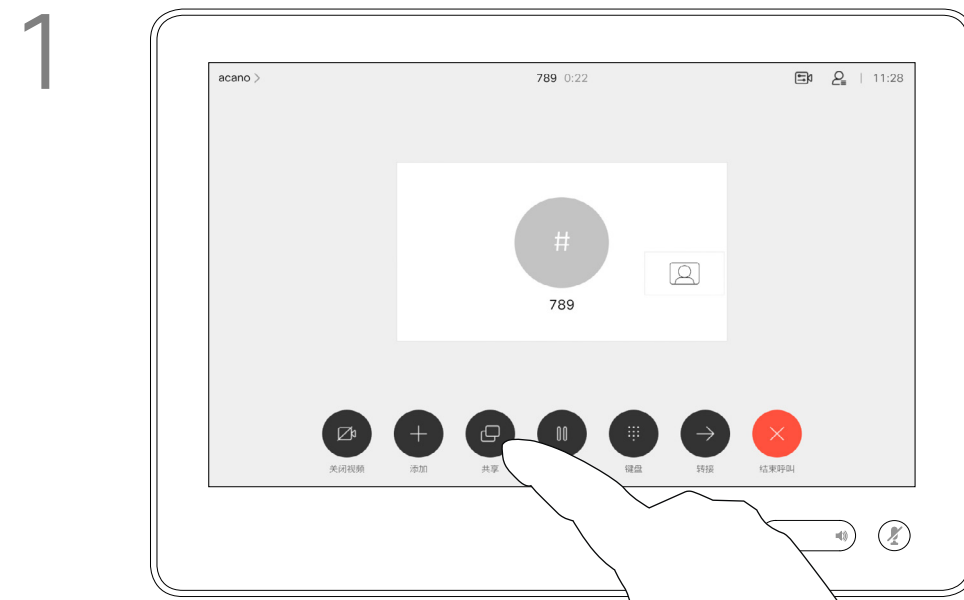 1
acano >
789 0:22
11:28
#
789
关闭视频
添加
共享
键盘
转接
结束呼叫